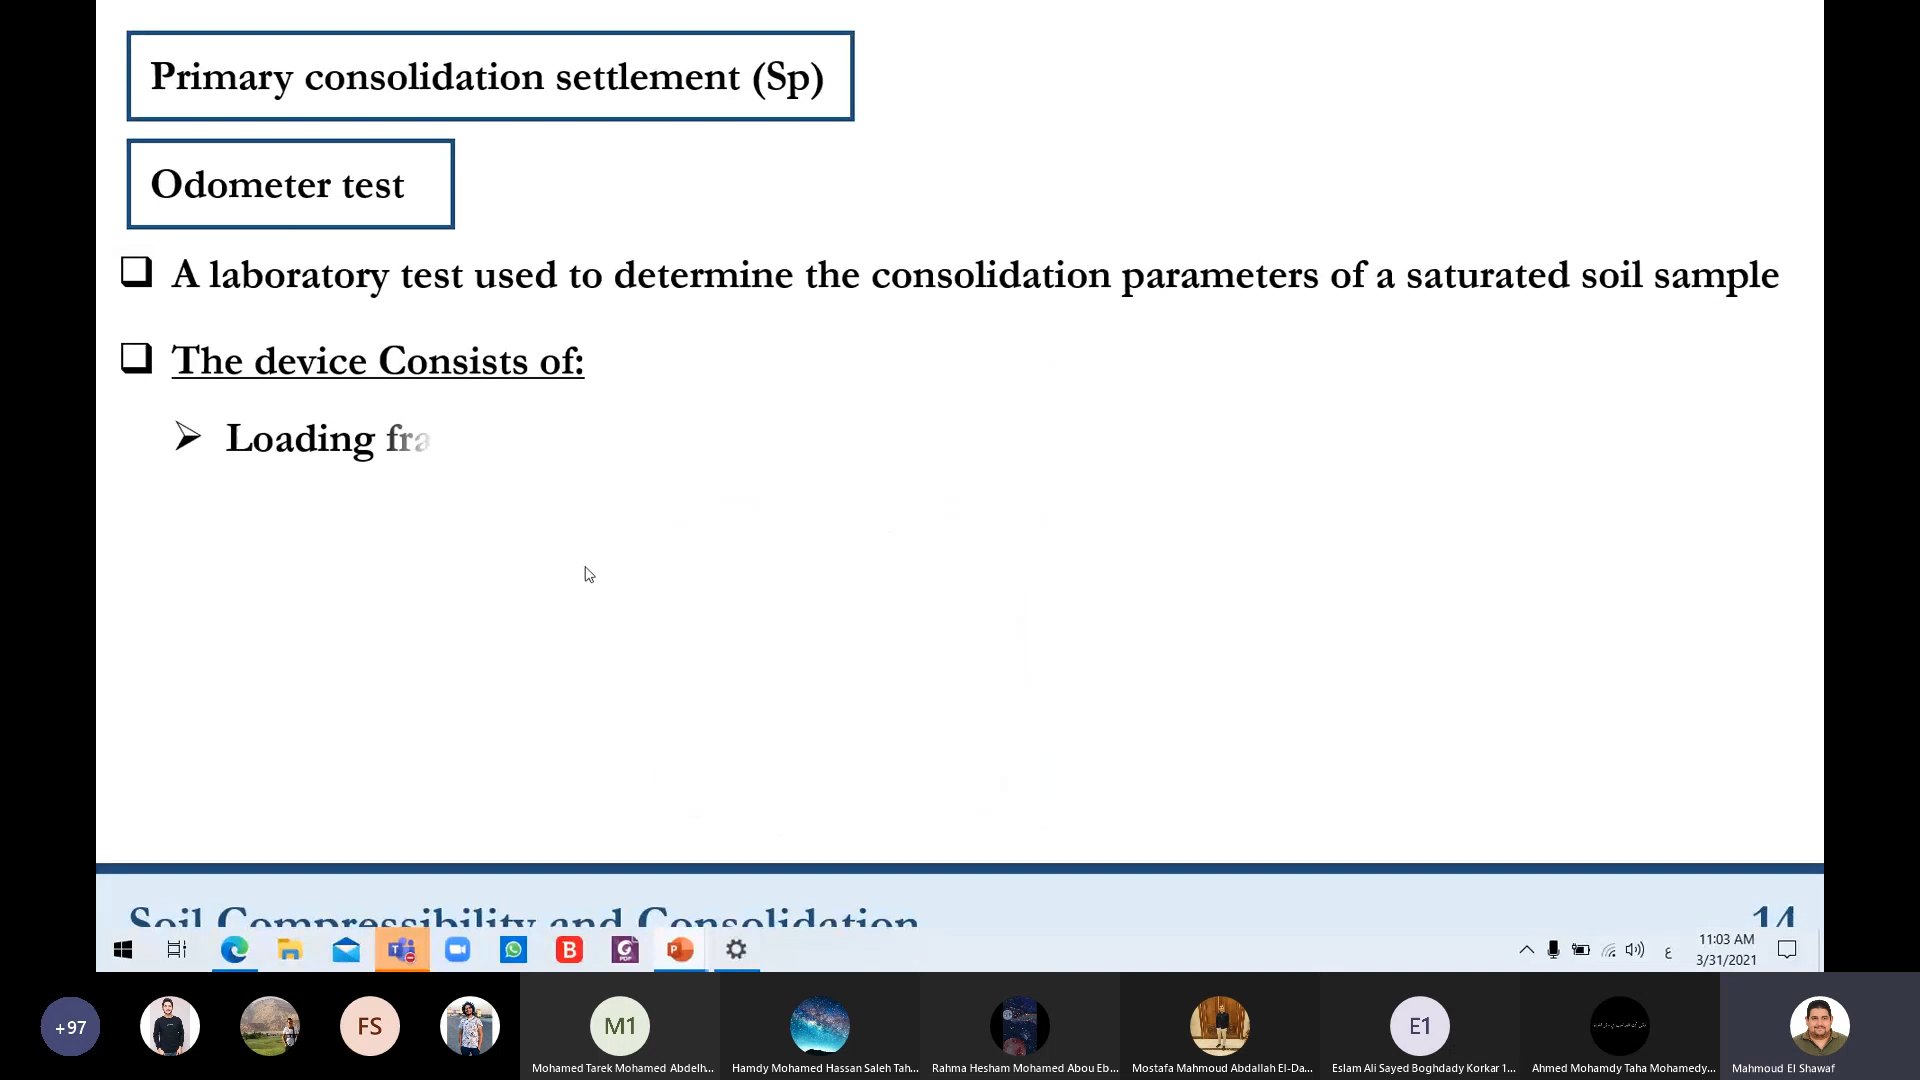 Primary consolidation settlement (Sp)
Odometer test
A laboratory test used to determine the consolidation parameters of a saturated soil sample
The device Consists of:
Loading fra
Soil Compressibility and Consolidation 14
11:03 AM
ع
3/31/2021
+97
FS
M1
E1
Mohamed Tarek Mohamed Abdelh...
Hamdy Mohamed Hassan Saleh Tah...
Rahma Hesham Mohamed Abou Eb...
Mostafa Mahmoud Abdallah El-Da...
Eslam Ali Sayed Boghdady Korkar 1...
Ahmed Mohamdy Taha Mohamedy...
Mahmoud El Shawaf